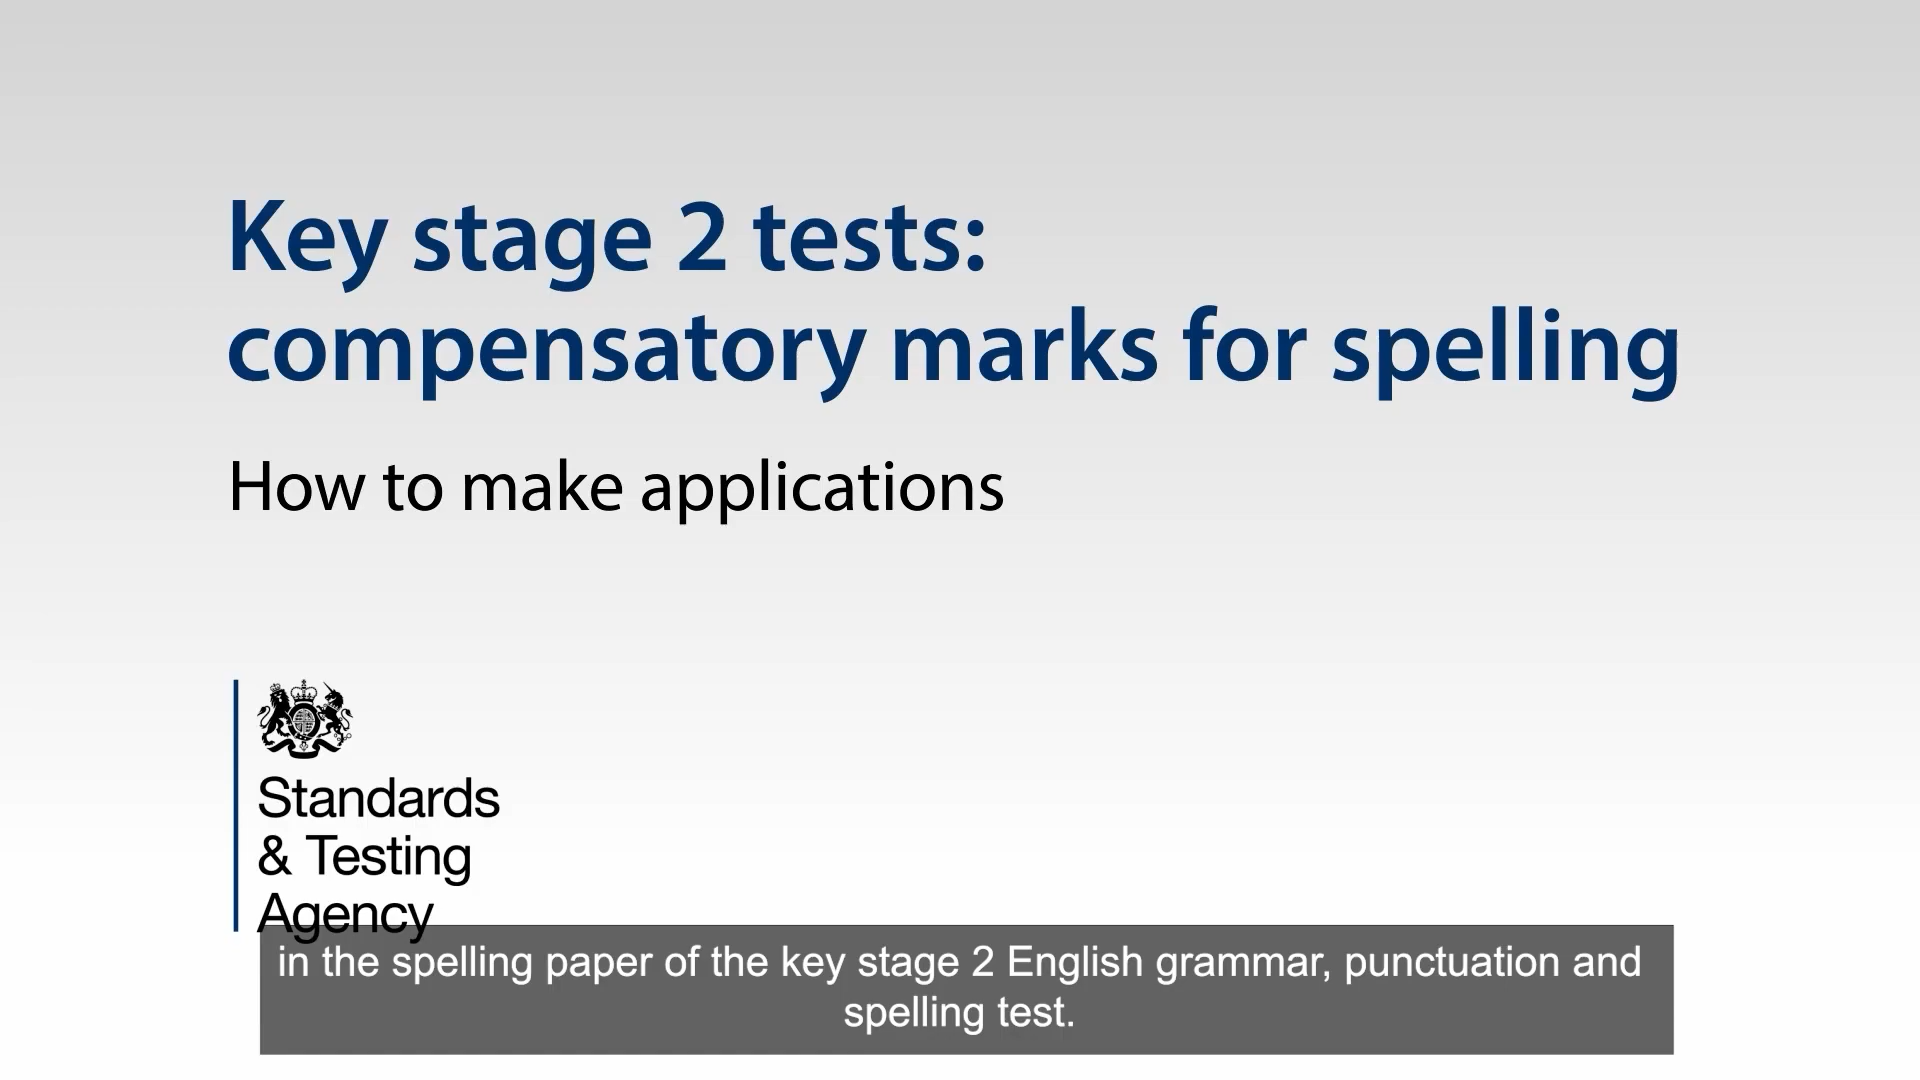 Key stage 2 tests:
compensatory marks for spelling
How to make applications
Standards
& Testing
Agency
in the spelling paper of the key stage 2 English grammar, punctuation and
spelling test.